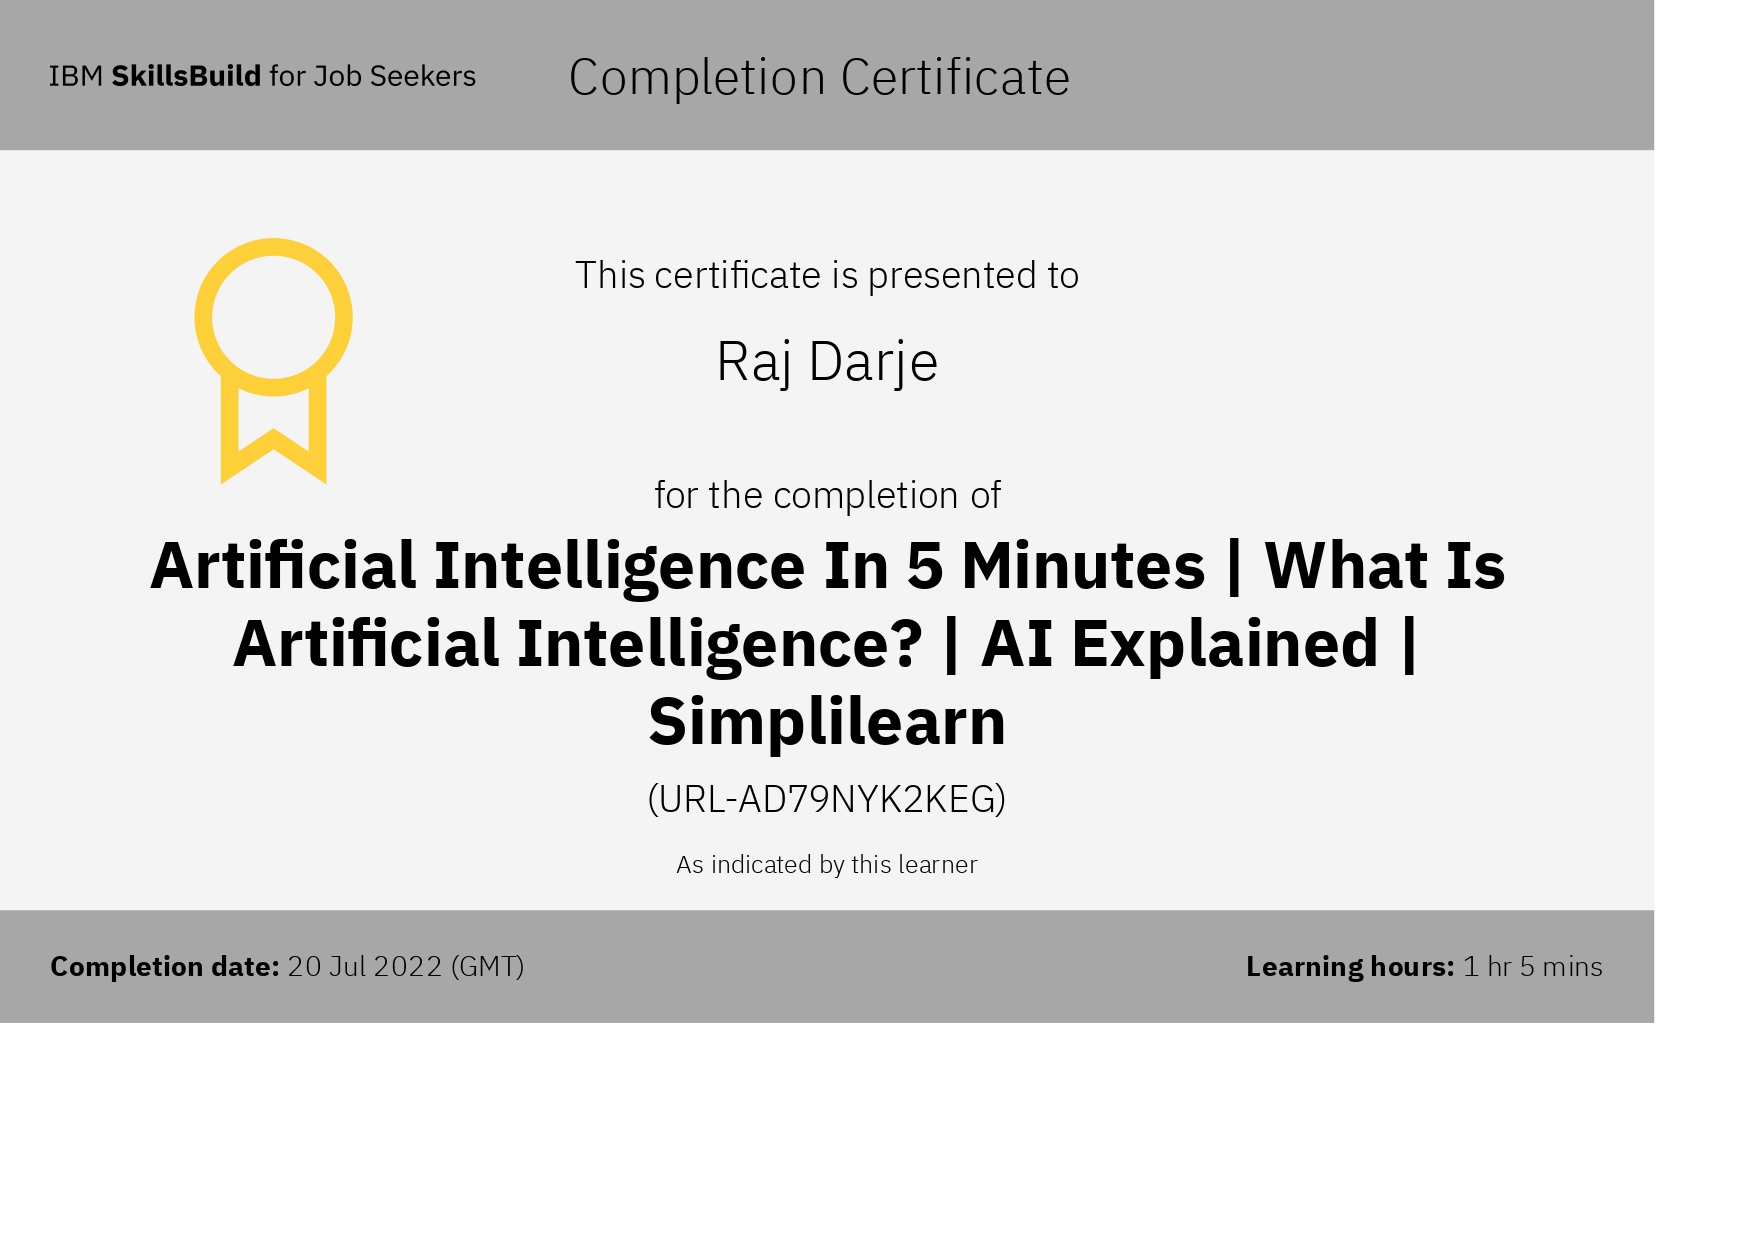 IBM SkillsBuild for Job Seekers
Completion Certificate
This certificate is presented to
Raj Darje
for the completion of
Artificial Intelligence In 5 Minutes | What Is
Artificial Intelligence? | AI Explained |
Simplilearn
(URL-AD79NYK2KEG)
As indicated by this learner
Completion date: 20 Jul 2022 (GMT)
Learning hours: 1 hr 5 mins